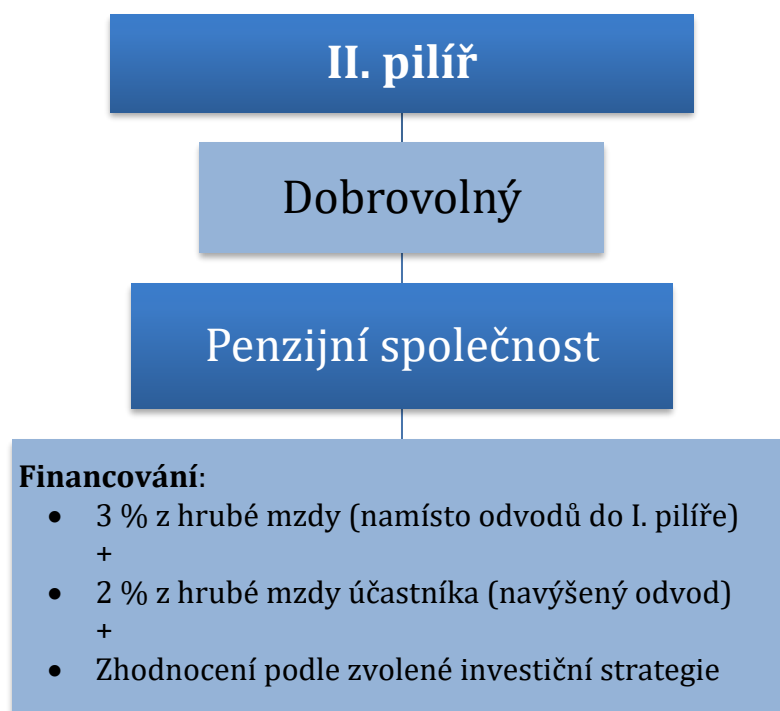 II. pilíř
Dobrovolný
Penzijní společnost
Financování:
• 3 % z hrubé mzdy (namísto odvodů do I. pilíře)
+
• 2 % z hrubé mzdy účastníka (navýšený odvod)
+
• Zhodnocení podle zvolené investiční strategie